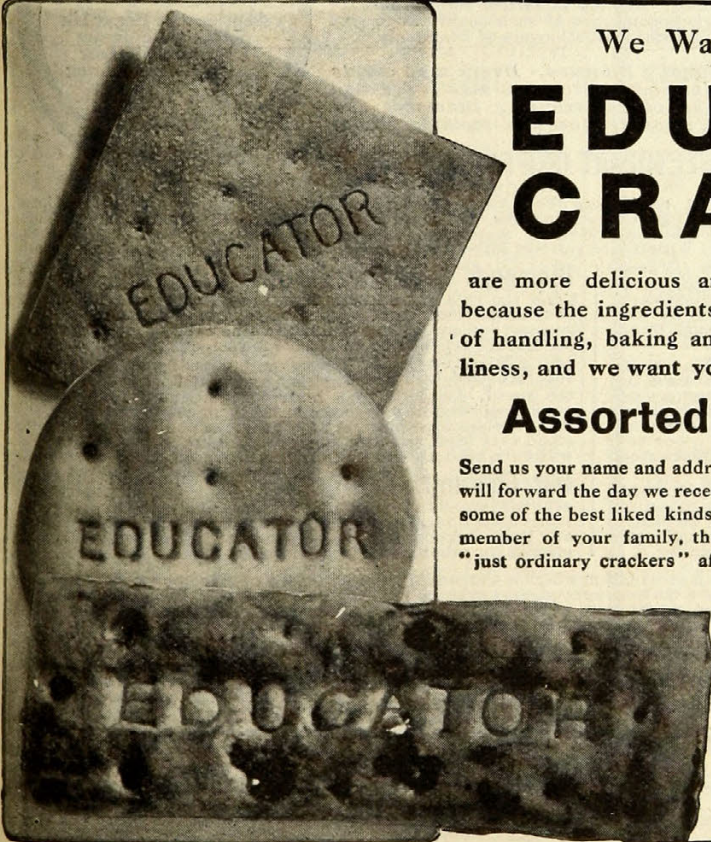 EDUCATOR
EDUCATOR
EDUCATOR
We Wa
EDU
CRA
are more delicious a
because the ingredients
of handling, baking an
liness, and we want yo
Assorted
Send us your name and addr
will forward the day we rece
some of the best liked kinds
member of your family, th
"just ordinary crackers" af